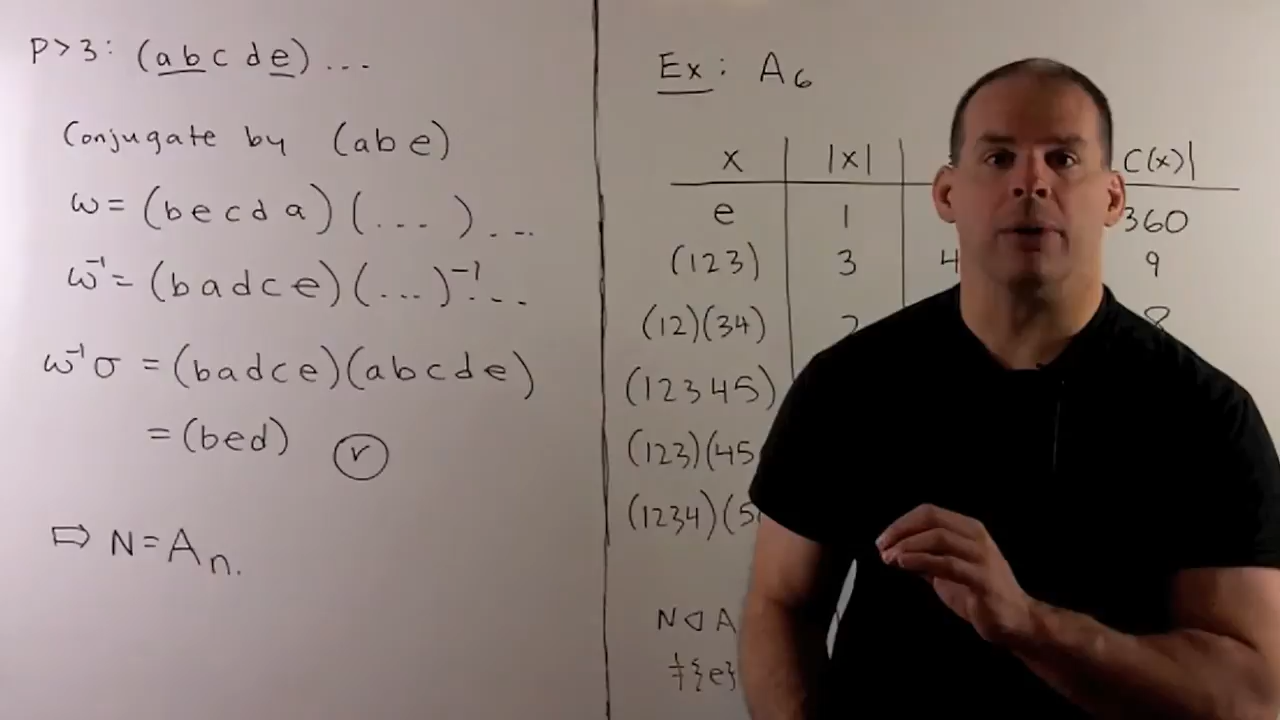 P>3: (abcde)...
Conjugate by (abe)
ω = (becda)(...)...
ω⁻¹ = (badce)(...)⁻¹...
ω⁻¹σ = (badce)(abcde)
= (bed) ✓
⇨ N = Aₙ.
Ex: A₆
x |x| C(x)|
e 1 360
(123) 3 4 9
(12)(34) 2 8
(12345)
(123)(45
(1234)(5
N ◁ A
≠{e}